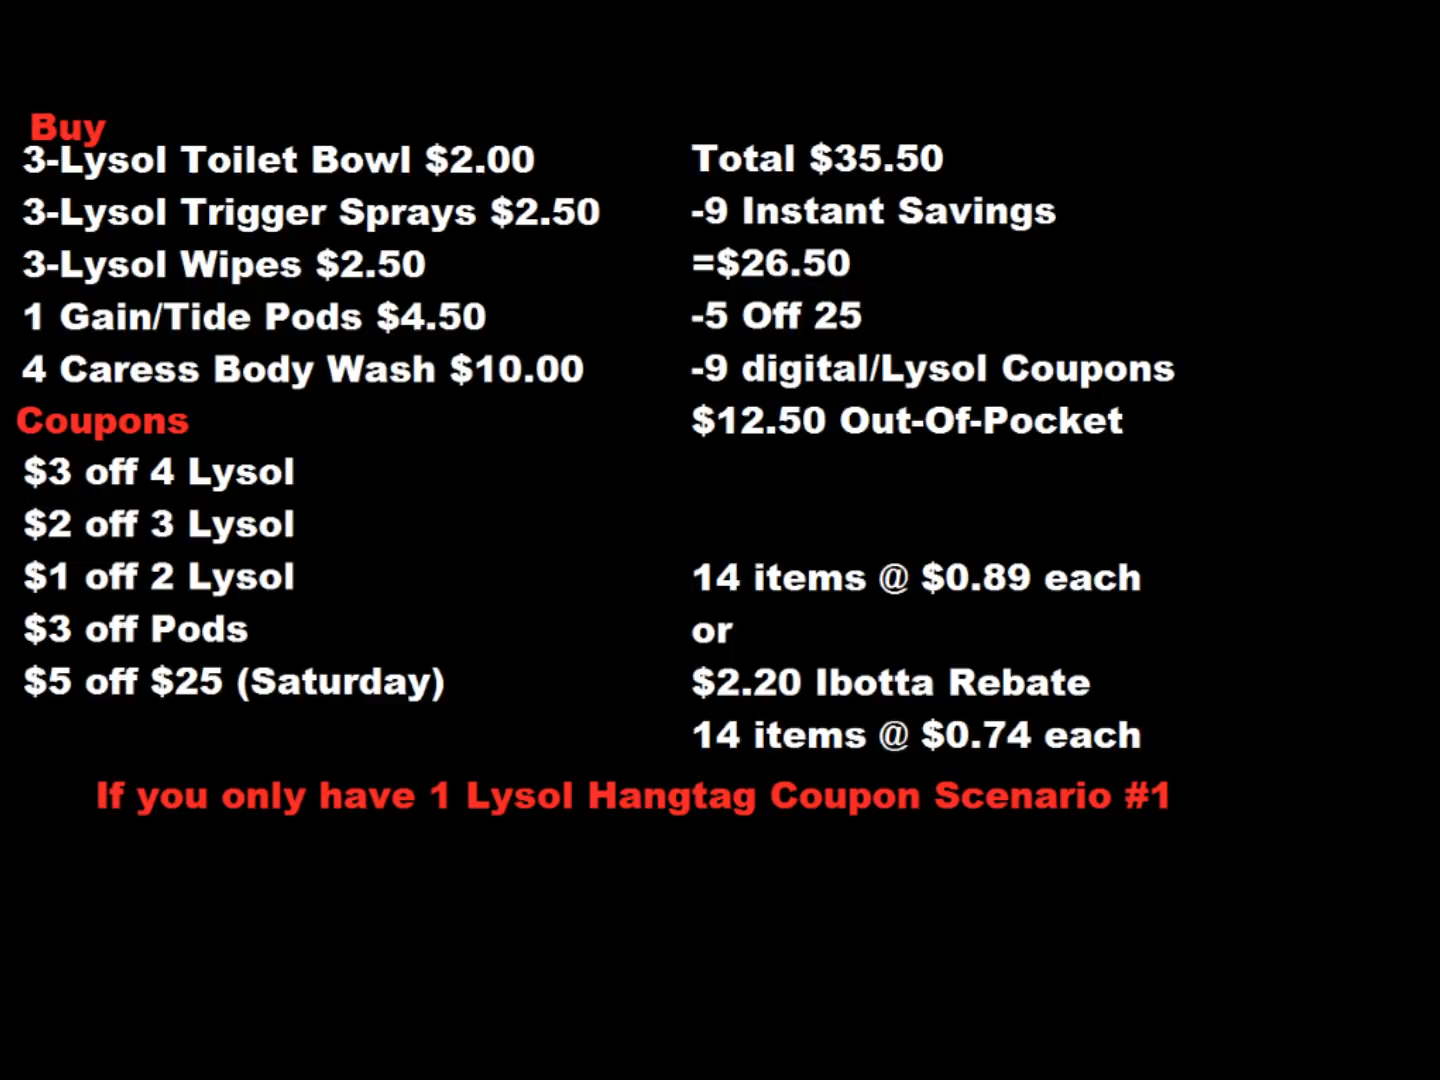 Buy
3-Lysol Toilet Bowl $2.00
3-Lysol Trigger Sprays $2.50
3-Lysol Wipes $2.50
1 Gain/Tide Pods $4.50
4 Caress Body Wash $10.00
Coupons
$3 off 4 Lysol
$2 off 3 Lysol
$1 off 2 Lysol
$3 off Pods
$5 off $25 (Saturday)
Total $35.50
-9 Instant Savings
=$26.50
-5 Off 25
-9 digital/Lysol Coupons
$12.50 Out-Of-Pocket
14 items @ $0.89 each
or
$2.20 Ibotta Rebate
14 items @ $0.74 each
If you only have 1 Lysol Hangtag Coupon Scenario #1